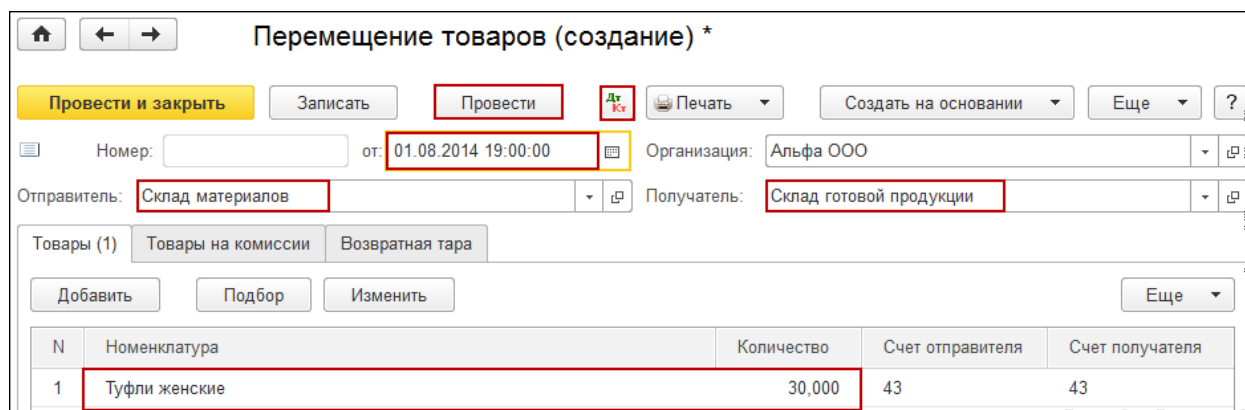 Перемещение товаров (создание) *
Провести и закрыть Записать Провести Дт Кт Печать Создать на основании Еще ?
Номер: от: 01.08.2014 19:00:00 Организация: Альфа ООО
Отправитель: Склад материалов Получатель: Склад готовой продукции
Товары (1) Товары на комиссии Возвратная тара
Добавить Подбор Изменить Еще
N Номенклатура Количество Счет отправителя Счет получателя
1 Туфли женские 30,000 43 43